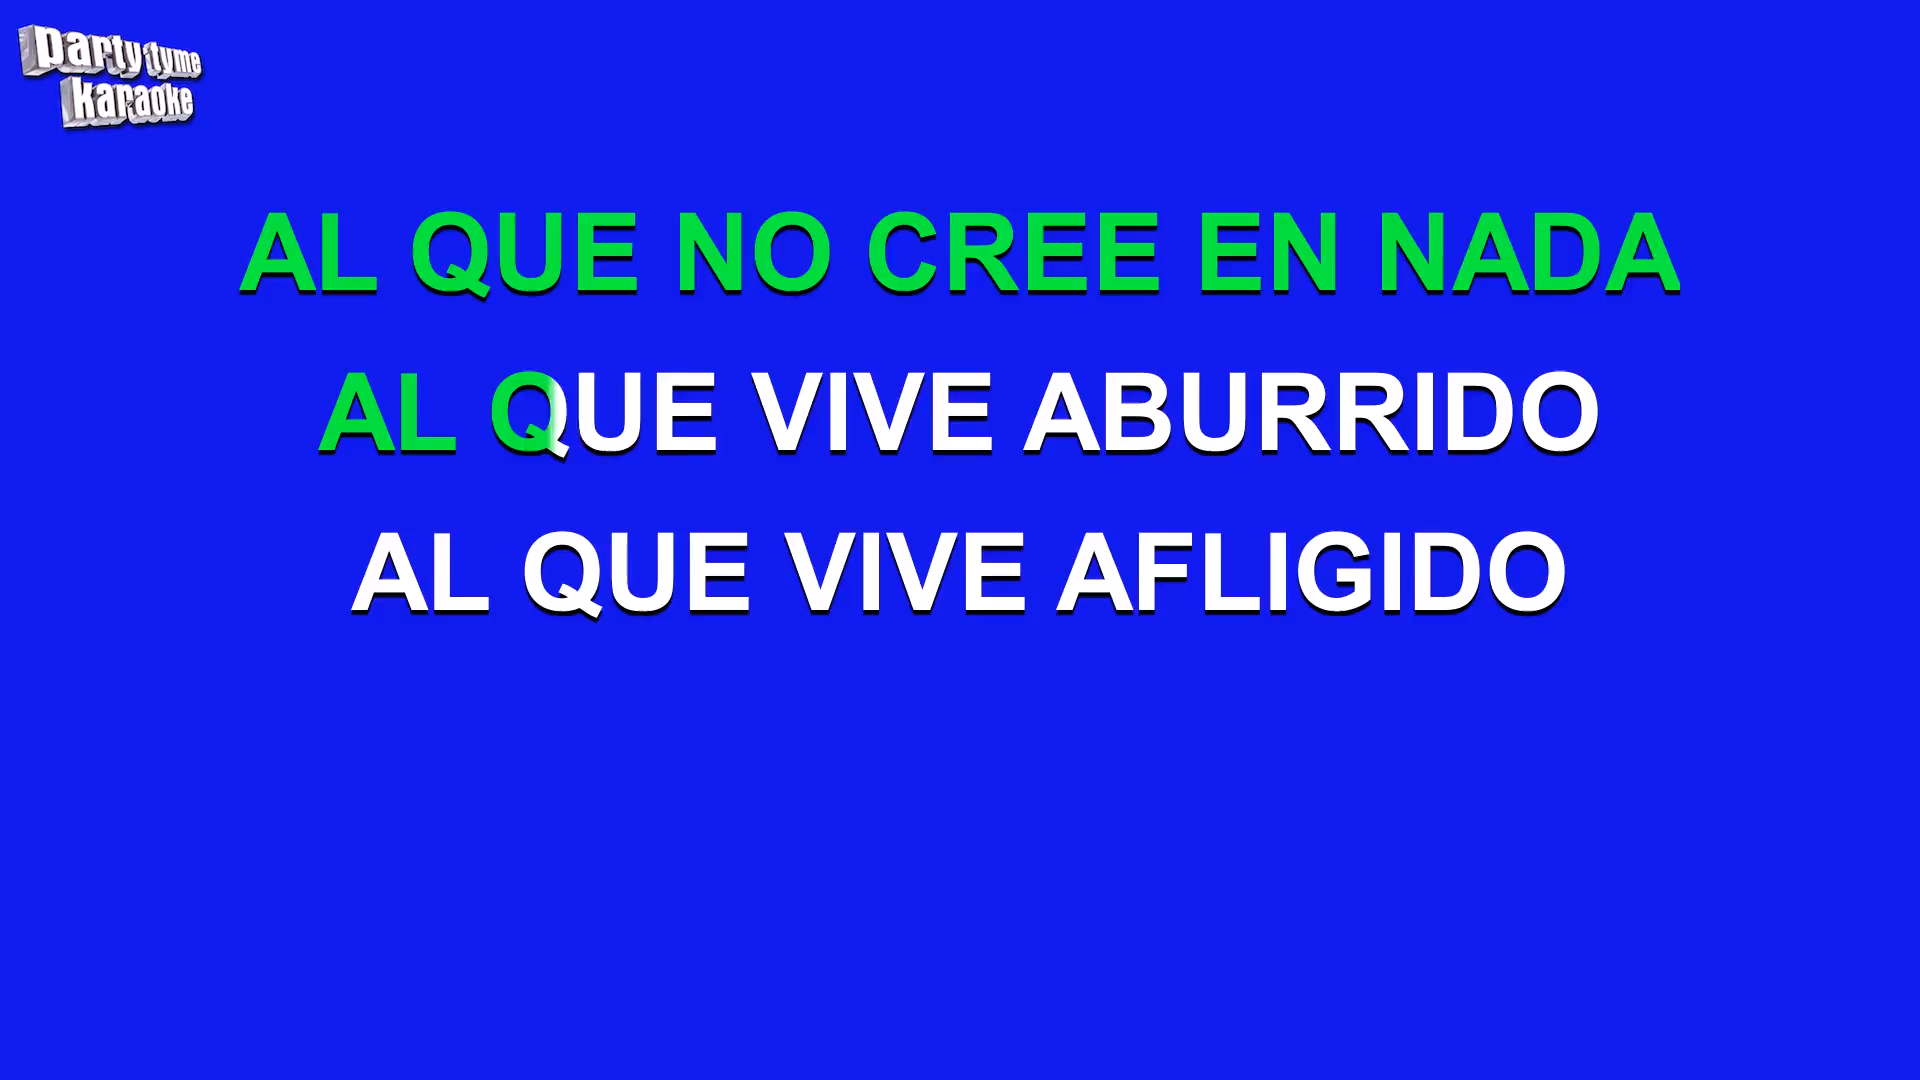 party tyme
karaoke
AL QUE NO CREE EN NADA
AL QUE VIVE ABURRIDO
AL QUE VIVE AFLIGIDO